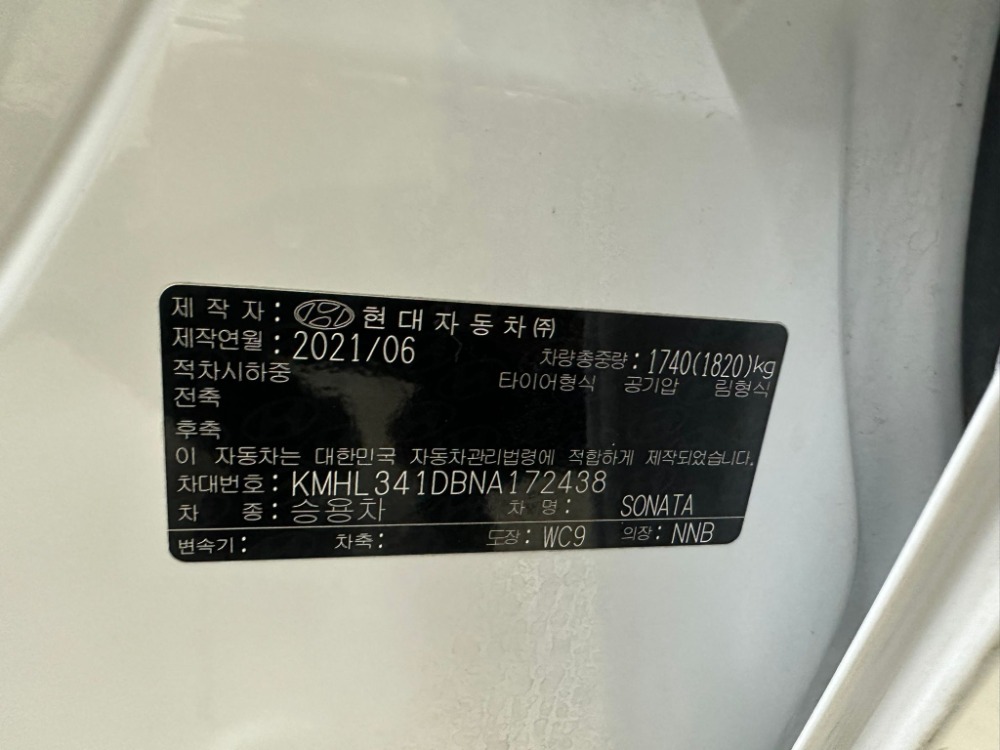 제 작 자 : 현대자동차㈜
제작연월 : 2021/06 차량총중량 : 1740(1820)kg
적차시하중 타이어형식 공기압 림형식
전축
후축
이 자동차는 대한민국 자동차관리법령에 적합하게 제작되었습니다.
차대번호 : KMHL341DBNA172438
차 종 : 승용차 차 명 : SONATA
변속기 : 차축 : 도장 : WC9 의장 : NNB